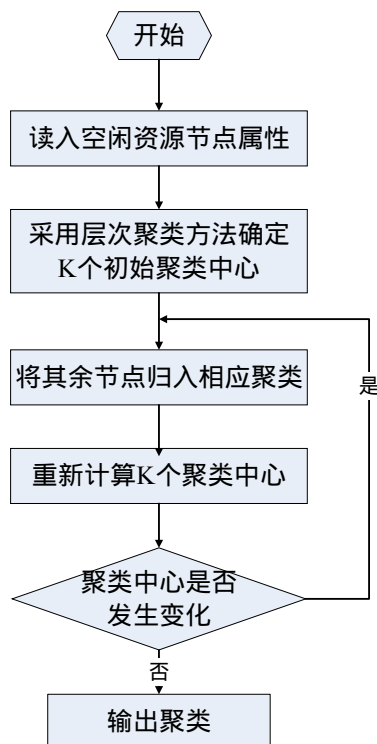 开始
读入空闲资源节点属性
采用层次聚类方法确定
K个初始聚类中心
将其余节点归入相应聚类
是
重新计算K个聚类中心
聚类中心是否
发生变化
否
输出聚类